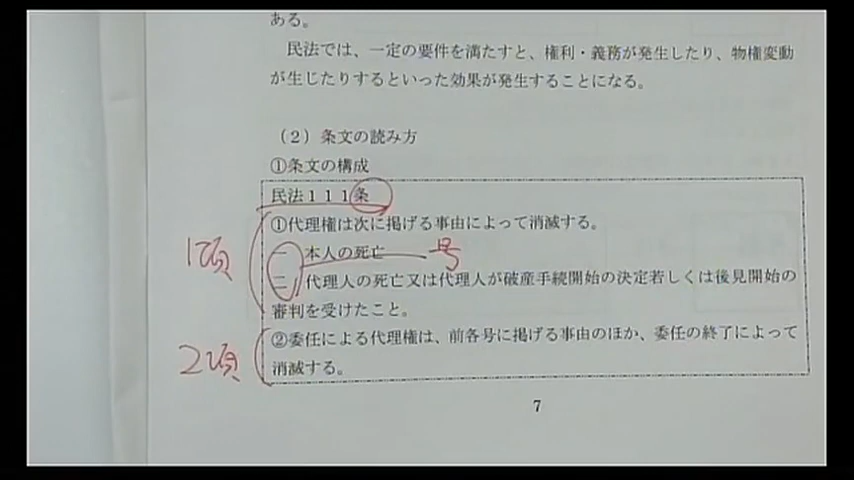 ある。
民法では、一定の要件を満たすと、権利・義務が発生したり、物権変動
が生じたりするといった効果が発生することになる。
(2)条文の読み方
①条文の構成
民法111条
①代理権は次に掲げる事由によって消滅する。
一 本人の死亡 号
二 代理人の死亡又は代理人が破産手続開始の決定若しくは後見開始の
審判を受けたこと。
1項
②委任による代理権は、前各号に掲げる事由のほか、委任の終了によって
消滅する。
2項
7